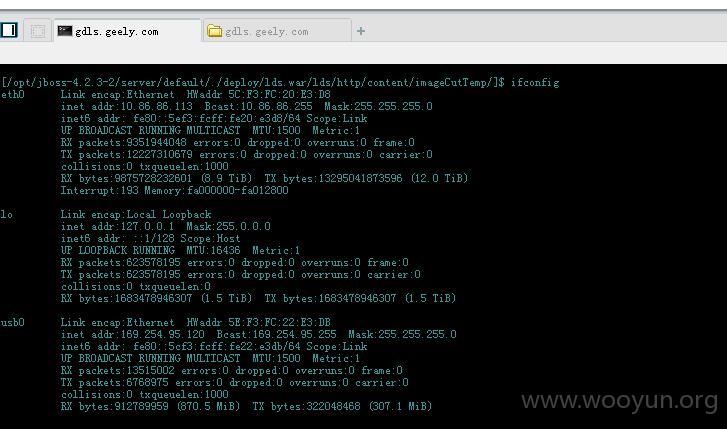 gdls.geely.com
gdls.geely.com
[/opt/jboss-4.2.3-2/server/default/./deploy/lds.war/lds/http/content/imageCutTemp/]$ ifconfig
eth0 Link encap:Ethernet HWaddr 5C:F3:FC:20:E3:D8
inet addr:10.86.86.113 Bcast:10.86.86.255 Mask:255.255.255.0
inet6 addr: fe80::5ef3:fcff:fe20:e3d8/64 Scope:Link
UP BROADCAST RUNNING MULTICAST MTU:1500 Metric:1
RX packets:9351944048 errors:0 dropped:0 overruns:0 frame:0
TX packets:12227310679 errors:0 dropped:0 overruns:0 carrier:0
collisions:0 txqueuelen:1000
RX bytes:9875728232601 (8.9 TiB) TX bytes:13295041873596 (12.0 TiB)
Interrupt:193 Memory:fa000000-fa012800
lo Link encap:Local Loopback
inet addr:127.0.0.1 Mask:255.0.0.0
inet6 addr: ::1/128 Scope:Host
UP LOOPBACK RUNNING MTU:16436 Metric:1
RX packets:623578195 errors:0 dropped:0 overruns:0 frame:0
TX packets:623578195 errors:0 dropped:0 overruns:0 carrier:0
collisions:0 txqueuelen:0
RX bytes:1683478946307 (1.5 TiB) TX bytes:1683478946307 (1.5 TiB)
usb0 Link encap:Ethernet HWaddr 5E:F3:FC:22:E3:DB
inet addr:169.254.95.120 Bcast:169.254.95.255 Mask:255.255.255.0
inet6 addr: fe80::5cf3:fcff:fe22:e3db/64 Scope:Link
UP BROADCAST RUNNING MULTICAST MTU:1500 Metric:1
RX packets:13515002 errors:0 dropped:0 overruns:0 frame:0
TX packets:6768975 errors:0 dropped:0 overruns:0 carrier:0
collisions:0 txqueuelen:1000
RX bytes:912789959 (870.5 MiB) TX bytes:322048468 (307.1 MiB)
www.wooyun.org